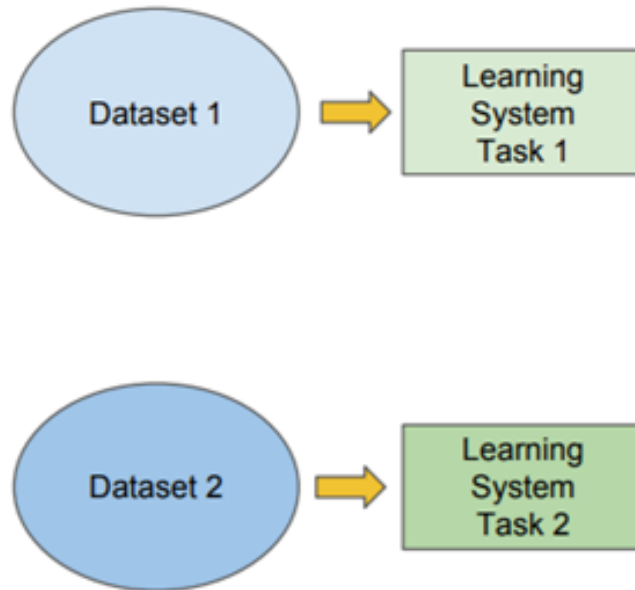 Dataset 1
Learning
System
Task 1
Dataset 2
Learning
System
Task 2